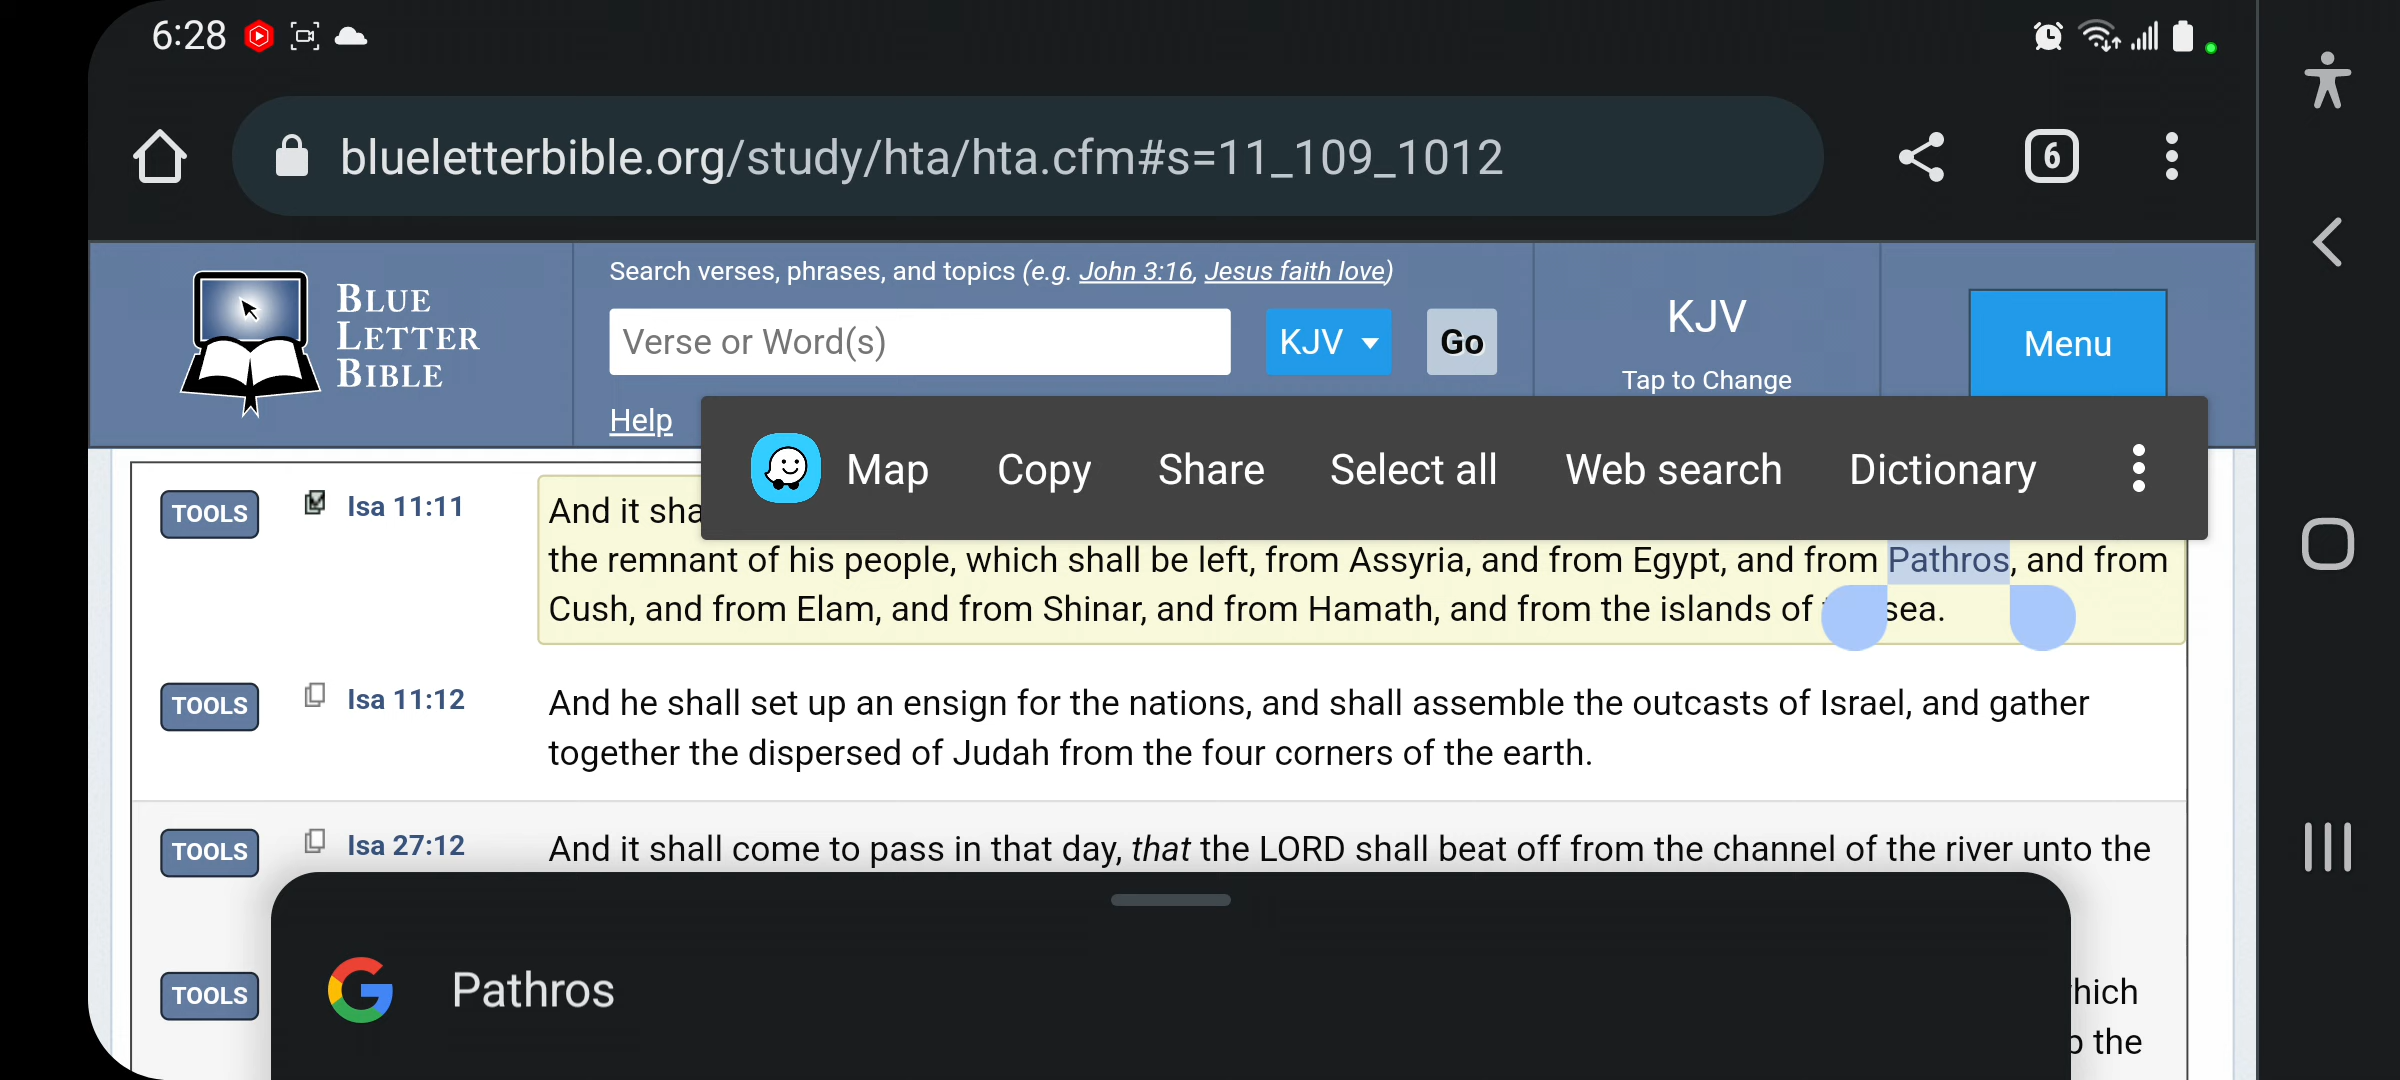 6:28
blueletterbible.org/study/hta/hta.cfm#s=11_109_1012
6
BLUE
LETTER
BIBLE
Search verses, phrases, and topics (e.g. John 3:16, Jesus faith love)
Verse or Word(s)
KJV
Go
Help
KJV
Tap to Change
Menu
Map Copy Share Select all Web search Dictionary
TOOLS Isa 11:11 And it sha
the remnant of his people, which shall be left, from Assyria, and from Egypt, and from Pathros, and from
Cush, and from Elam, and from Shinar, and from Hamath, and from the islands of sea.
TOOLS Isa 11:12 And he shall set up an ensign for the nations, and shall assemble the outcasts of Israel, and gather
together the dispersed of Judah from the four corners of the earth.
TOOLS Isa 27:12 And it shall come to pass in that day, that the LORD shall beat off from the channel of the river unto the
TOOLS
hich
the
Pathros